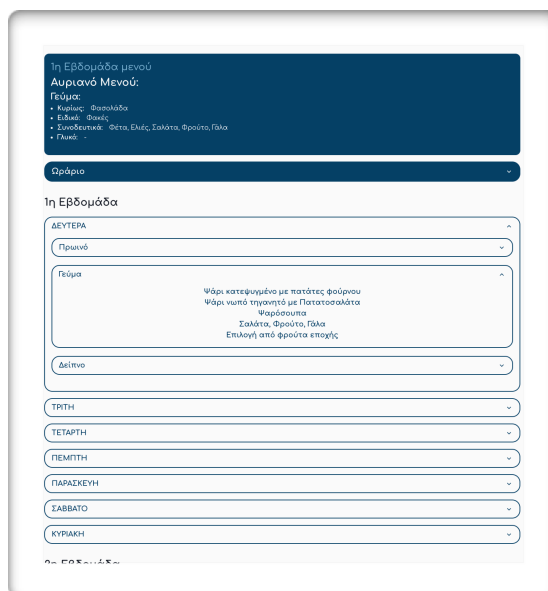 1η Εβδομάδα μενού
Αυριανό Μενού:
Γεύμα:
• Κυρίως: Φασολάδα
• Ειδικό: Φακές
• Συνοδευτικά: Φέτα, Ελιές, Σαλάτα, Φρούτο, Γάλα
• Γλυκό: -
Ωράριο
1η Εβδομάδα
ΔΕΥΤΕΡΑ
Πρωινό
Γεύμα
Ψάρι κατεψυγμένο με πατάτες φούρνου
Ψάρι νωπό τηγανητό με Πατατοσαλάτα
Ψαρόσουπα
Σαλάτα, Φρούτο, Γάλα
Επιλογή από φρούτα εποχής
Δείπνο
ΤΡΙΤΗ
ΤΕΤΑΡΤΗ
ΠΕΜΠΤΗ
ΠΑΡΑΣΚΕΥΗ
ΣΑΒΒΑΤΟ
ΚΥΡΙΑΚΗ
2η Εβδομάδα